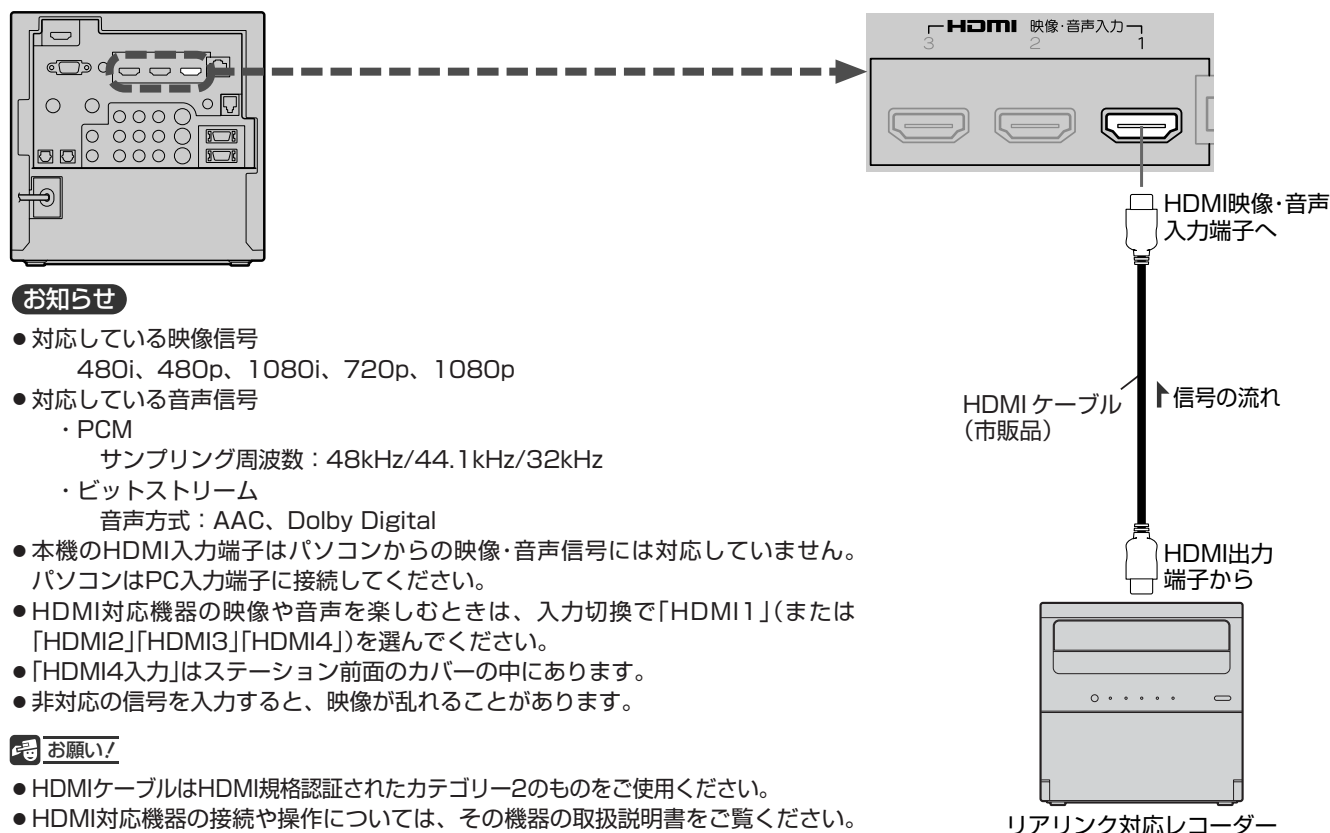 HDMI 映像・音声入力
3 2 1
HDMI映像・音声
入力端子へ
お知らせ
●対応している映像信号
480i、480p、1080i、720p、1080p
●対応している音声信号
・PCM
サンプリング周波数：48kHz/44.1kHz/32kHz
・ビットストリーム
音声方式：AAC、Dolby Digital
●本機のHDMI入力端子はパソコンからの映像・音声信号には対応していません。
パソコンはPC入力端子に接続してください。
●HDMI対応機器の映像や音声を楽しむときは、入力切換で「HDMI1」（または
「HDMI2」「HDMI3」「HDMI4」）を選んでください。
●「HDMI4入力」はステーション前面のカバーの中にあります。
●非対応の信号を入力すると、映像が乱れることがあります。
お願い！
●HDMIケーブルはHDMI規格認証されたカテゴリー2のものをご使用ください。
●HDMI対応機器の接続や操作については、その機器の取扱説明書をご覧ください。
HDMIケーブル
（市販品）
信号の流れ
HDMI出力
端子から
リアリンク対応レコーダー